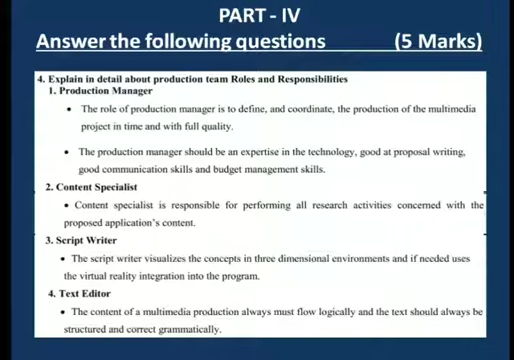 PART - IV
Answer the following questions (5 Marks)
4. Explain in detail about production team Roles and Responsibilities
1. Production Manager
• The role of production manager is to define, and coordinate, the production of the multimedia
project in time and with full quality.
• The production manager should be an expertise in the technology, good at proposal writing,
good communication skills and budget management skills.
2. Content Specialist
• Content specialist is responsible for performing all research activities concerned with the
proposed application's content.
3. Script Writer
• The script writer visualizes the concepts in three dimensional environments and if needed uses
the virtual reality integration into the program.
4. Text Editor
• The content of a multimedia production always must flow logically and the text should always be
structured and correct grammatically.